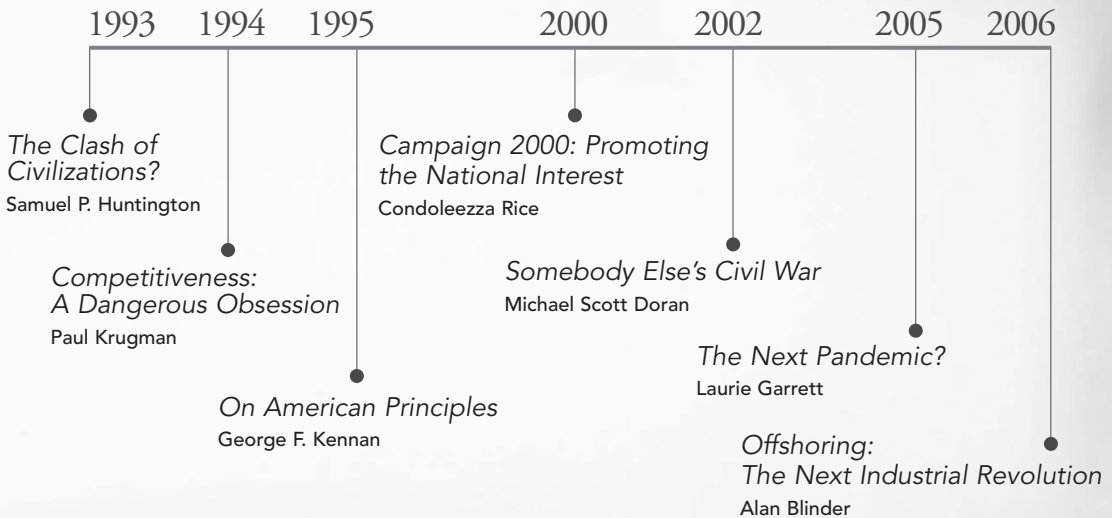 1993 1994 1995 2000 2002 2005 2006
The Clash of
Civilizations?
Samuel P. Huntington
Competitiveness:
A Dangerous Obsession
Paul Krugman
On American Principles
George F. Kennan
Campaign 2000: Promoting
the National Interest
Condoleezza Rice
Somebody Else's Civil War
Michael Scott Doran
The Next Pandemic?
Laurie Garrett
Offshoring:
The Next Industrial Revolution
Alan Blinder